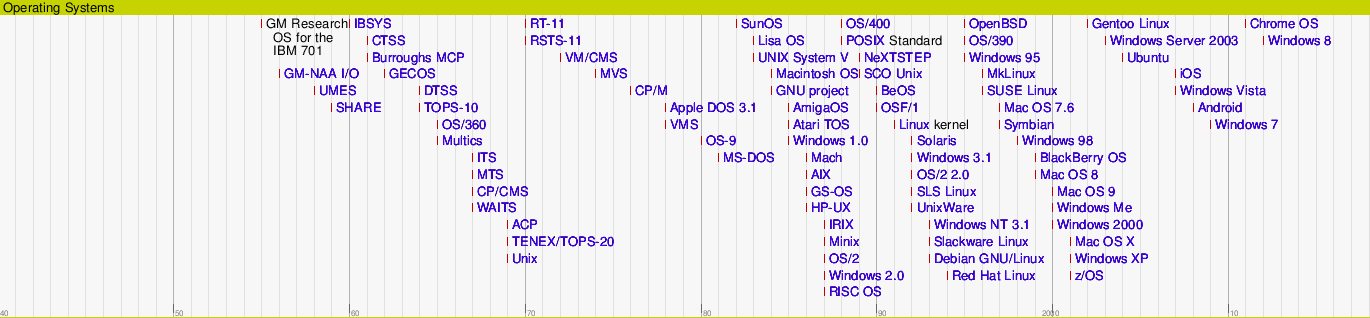 Operating Systems
GM Research IBSYS RT-11 SunOS OS/400 OpenBSD Gentoo Linux Chrome OS
OS for the CTSS RSTS-11 Lisa OS POSIX Standard OS/390 Windows Server 2003 Windows 8
IBM 701 Burroughs MCP VM/CMS UNIX System V NeXTSTEP Windows 95 Ubuntu
GM-NAA I/O GECOS MVS Macintosh OS SCO Unix MkLinux iOS
UMES DTSS CP/M GNU project BeOS SUSE Linux Windows Vista
SHARE TOPS-10 Apple DOS 3.1 AmigaOS OSF/1 Mac OS 7.6 Android
OS/360 VMS Atari TOS Linux kernel Symbian Windows 7
Multics OS-9 Windows 1.0 Solaris Windows 98
ITS MS-DOS Mach Windows 3.1 BlackBerry OS
MTS AIX OS/2 2.0 Mac OS 8
CP/CMS GS-OS SLS Linux Mac OS 9
WAITS HP-UX UnixWare Windows Me
ACP IRIX Windows NT 3.1 Windows 2000
TENEX/TOPS-20 Minix Slackware Linux Mac OS X
Unix OS/2 Debian GNU/Linux Windows XP
Windows 2.0 Red Hat Linux z/OS
RISC OS
40 '50 '60 '70 '80 '90 2000 '10